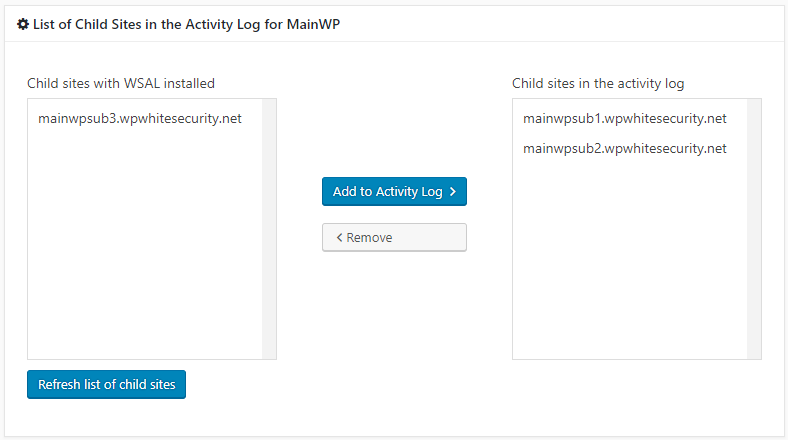 List of Child Sites in the Activity Log for MainWP
Child sites with WSAL installed
mainwpsub3.wpwhitesecurity.net
Add to Activity Log
Remove
Refresh list of child sites
Child sites in the activity log
mainwpsub1.wpwhitesecurity.net
mainwpsub2.wpwhitesecurity.net